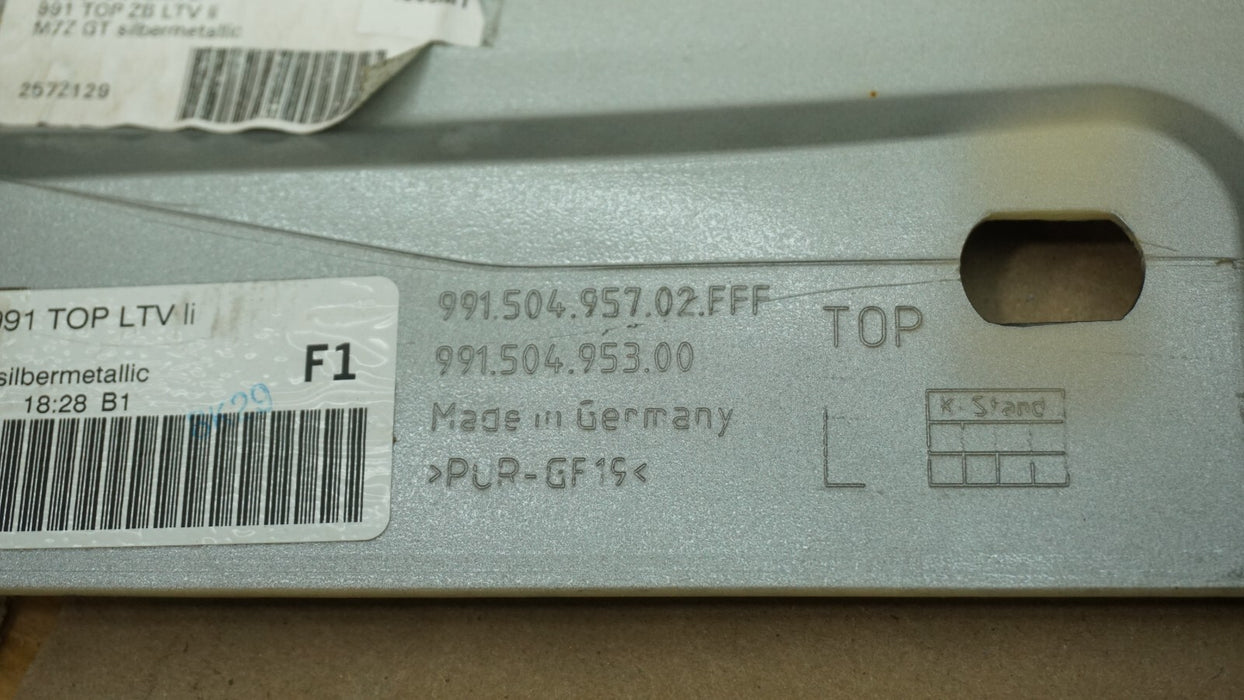 991 TOP ZB LTV li
M7Z GT silbermetallic
2572129
991 TOP LTV li
silbermetallic
F1
18:28 B1
991.504.957.02.FFF
991.504.953.00
Made in Germany
>PUR-GF15<
TOP
L
K-Stand